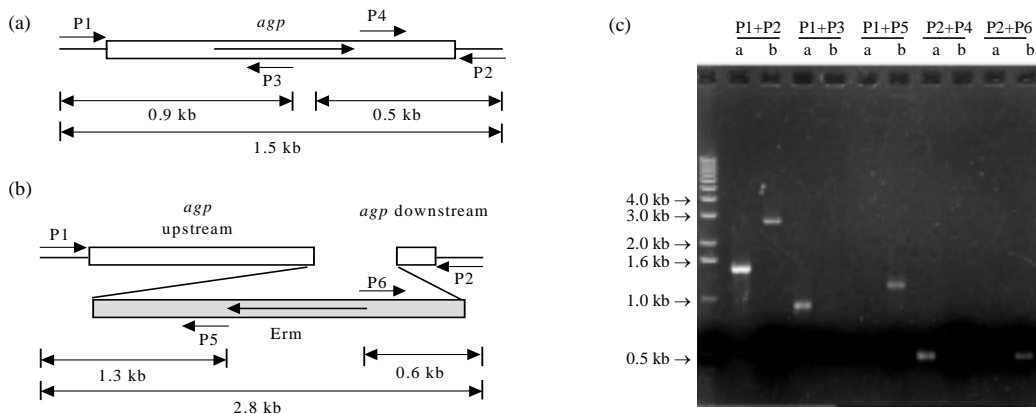 (a)
P1
agp
P4
P3
P2
0.9 kb
0.5 kb
1.5 kb
(b)
P1
agp
upstream
agp downstream
P6
P2
P5
Erm
1.3 kb
0.6 kb
2.8 kb
(c)
P1+P2 P1+P3 P1+P5 P2+P4 P2+P6
a b a b a b a b a b
4.0 kb →
3.0 kb →
2.0 kb →
1.6 kb →
1.0 kb →
0.5 kb →